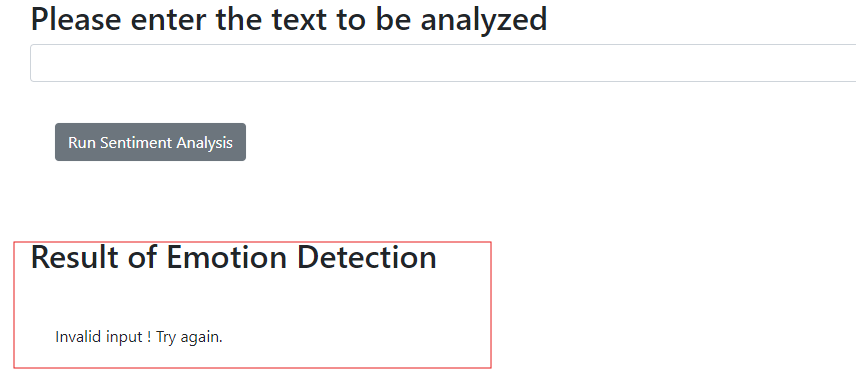 Please enter the text to be analyzed
Run Sentiment Analysis
Result of Emotion Detection
Invalid input ! Try again.